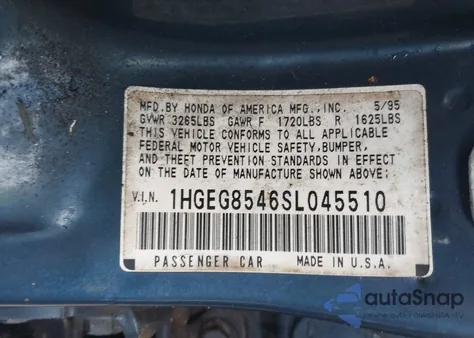 MFD.BY HONDA OF AMERICA MFG.,INC. 5/95
GVWR 3265LBS GAWR F 1720LBS R 1625LBS
THIS VEHICLE CONFORMS TO ALL APPLICABLE
FEDERAL MOTOR VEHICLE SAFETY,BUMPER,
AND THEFT PREVENTION STANDARDS IN EFFECT
ON THE DATE OF MANUFACTURE SHOWN ABOVE:
V.I.N. 1HGEG8546SL045510
PASSENGER CAR MADE IN U.S.A.
autoSnap